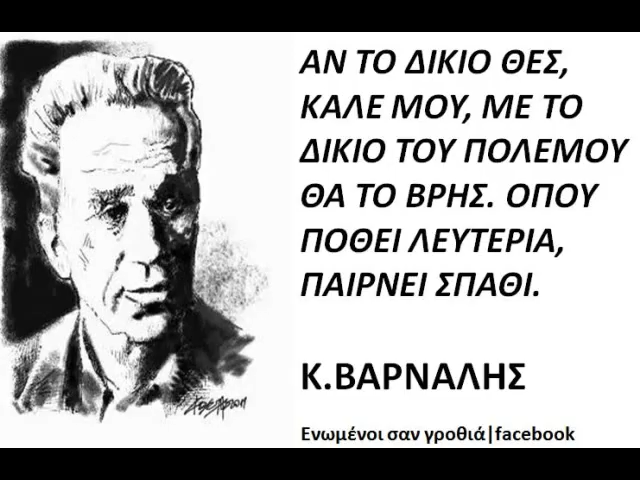 ΑΝ ΤΟ ΔΙΚΙΟ ΘΕΣ,
ΚΑΛΕ ΜΟΥ, ΜΕ ΤΟ
ΔΙΚΙΟ ΤΟΥ ΠΟΛΕΜΟΥ
ΘΑ ΤΟ ΒΡΗΣ. ΟΠΟΥ
ΠΟΘΕΙ ΛΕΥΤΕΡΙΑ,
ΠΑΙΡΝΕΙ ΣΠΑΘΙ.
Κ.ΒΑΡΝΑΛΗΣ
Ενωμένοι σαν γροθιά|facebook